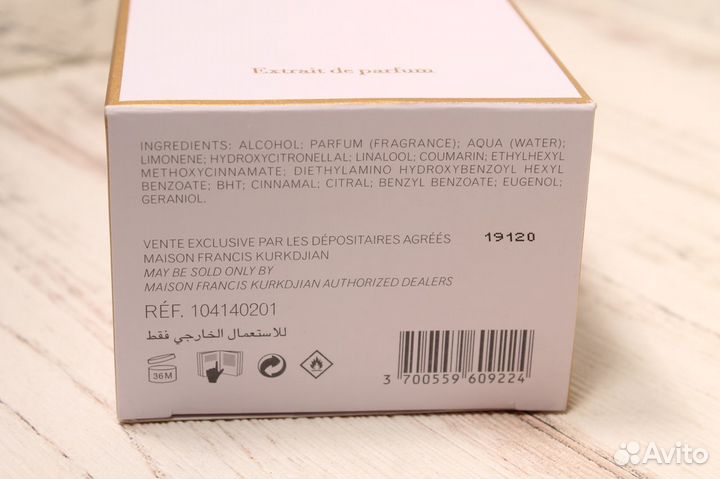 Extrait de parfum
INGREDIENTS: ALCOHOL; PARFUM (FRAGRANCE); AQUA (WATER);
LIMONENE; HYDROXYCITRONELLAL; LINALOOL; COUMARIN; ETHYLHEXYL
METHOXYCINNAMATE; DIETHYLAMINO HYDROXYBENZOYL HEXYL
BENZOATE; BHT; CINNAMAL; CITRAL; BENZYL BENZOATE; EUGENOL;
GERANIOL.
VENTE EXCLUSIVE PAR LES DÉPOSITAIRES AGRÉÉS
19120
MAISON FRANCIS KURKDJIAN
MAY BE SOLD ONLY BY
MAISON FRANCIS KURKDJIAN AUTHORIZED DEALERS
RÉF. 104140201
للاستعمال الخارجي فقط
36M
3 700559 609224
Avito